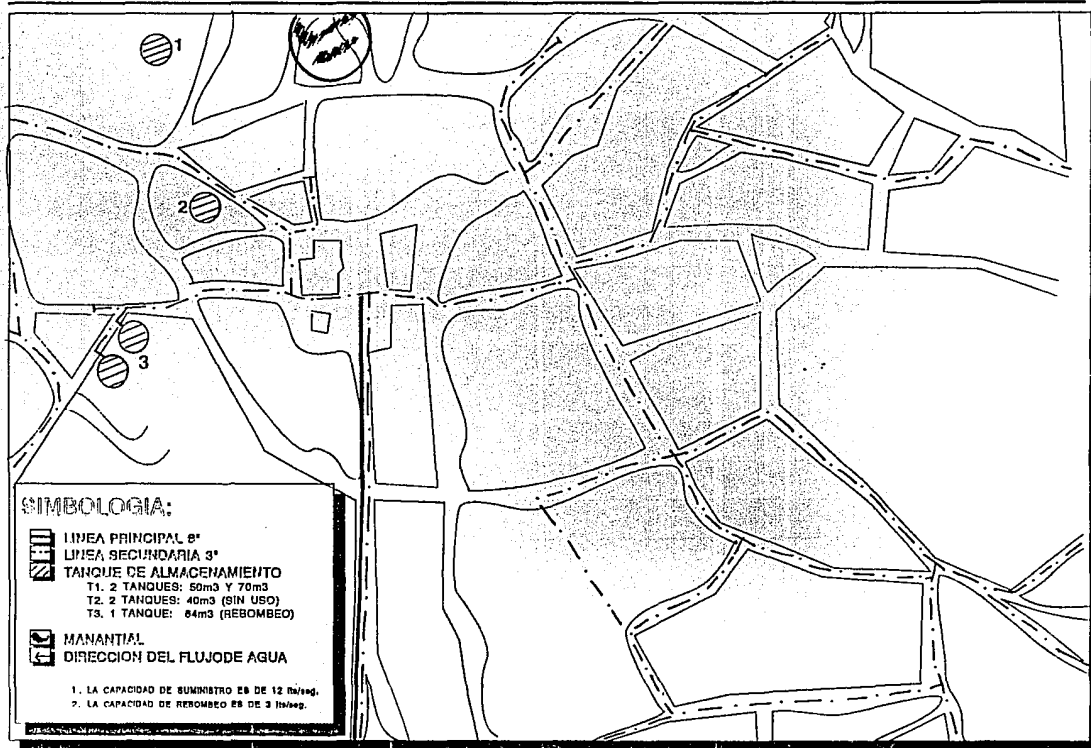 1
2
3
SIMBOLOGIA:
LINEA PRINCIPAL 8"
LINEA SECUNDARIA 3"
TANQUE DE ALMACENAMIENTO
T1. 2 TANQUES: 50m3 Y 70m3
T2. 2 TANQUES: 40m3 (SIN USO)
T3. 1 TANQUE: 64m3 (REBOMBEO)
MANANTIAL
DIRECCION DEL FLUJODE AGUA
1. LA CAPACIDAD DE SUMINISTRO ES DE 12 lts/seg.
2. LA CAPACIDAD DE REBOMBEO ES DE 3 lts/seg.